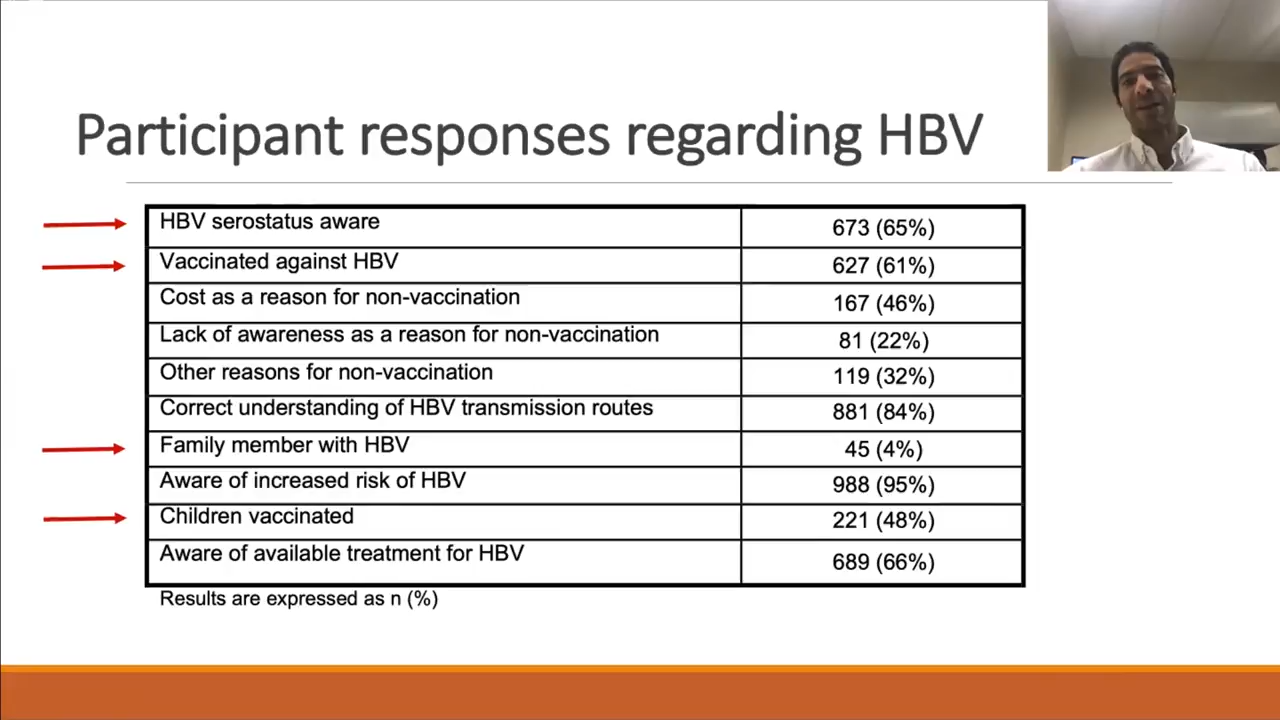 Participant responses regarding HBV
HBV serostatus aware 673 (65%)
Vaccinated against HBV 627 (61%)
Cost as a reason for non-vaccination 167 (46%)
Lack of awareness as a reason for non-vaccination 81 (22%)
Other reasons for non-vaccination 119 (32%)
Correct understanding of HBV transmission routes 881 (84%)
Family member with HBV 45 (4%)
Aware of increased risk of HBV 988 (95%)
Children vaccinated 221 (48%)
Aware of available treatment for HBV 689 (66%)
Results are expressed as n (%)